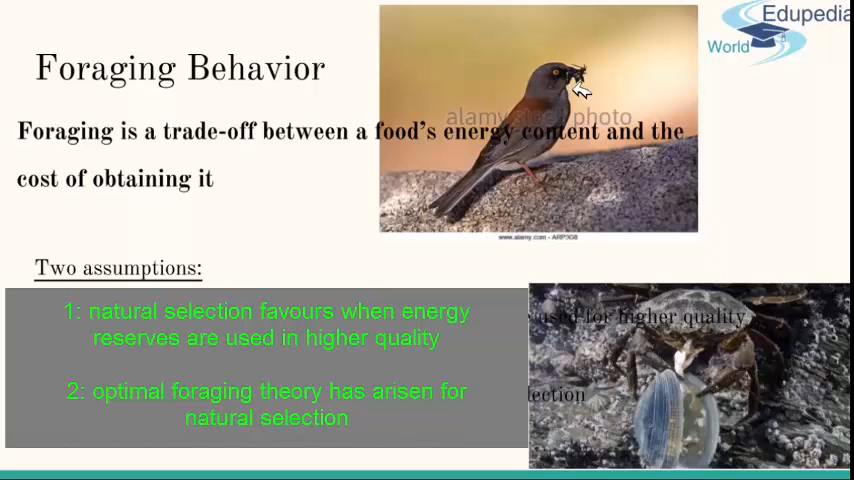 Edupedia
World
Foraging Behavior
alamy stock photo
Foraging is a trade-off between a food's energy content and the
cost of obtaining it
www.alamy.com - ARP3G8
Two assumptions:
1: natural selection favours when energy
reserves are used in higher quality
used for higher quality
2: optimal foraging theory has arisen for
natural selection